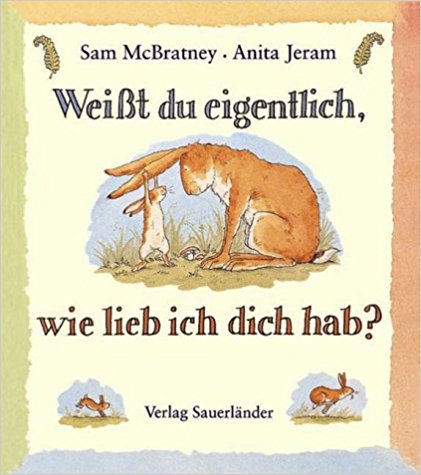 Sam McBratney • Anita Jeram
Weißt du eigentlich,
wie lieb ich dich hab?
Verlag Sauerländer